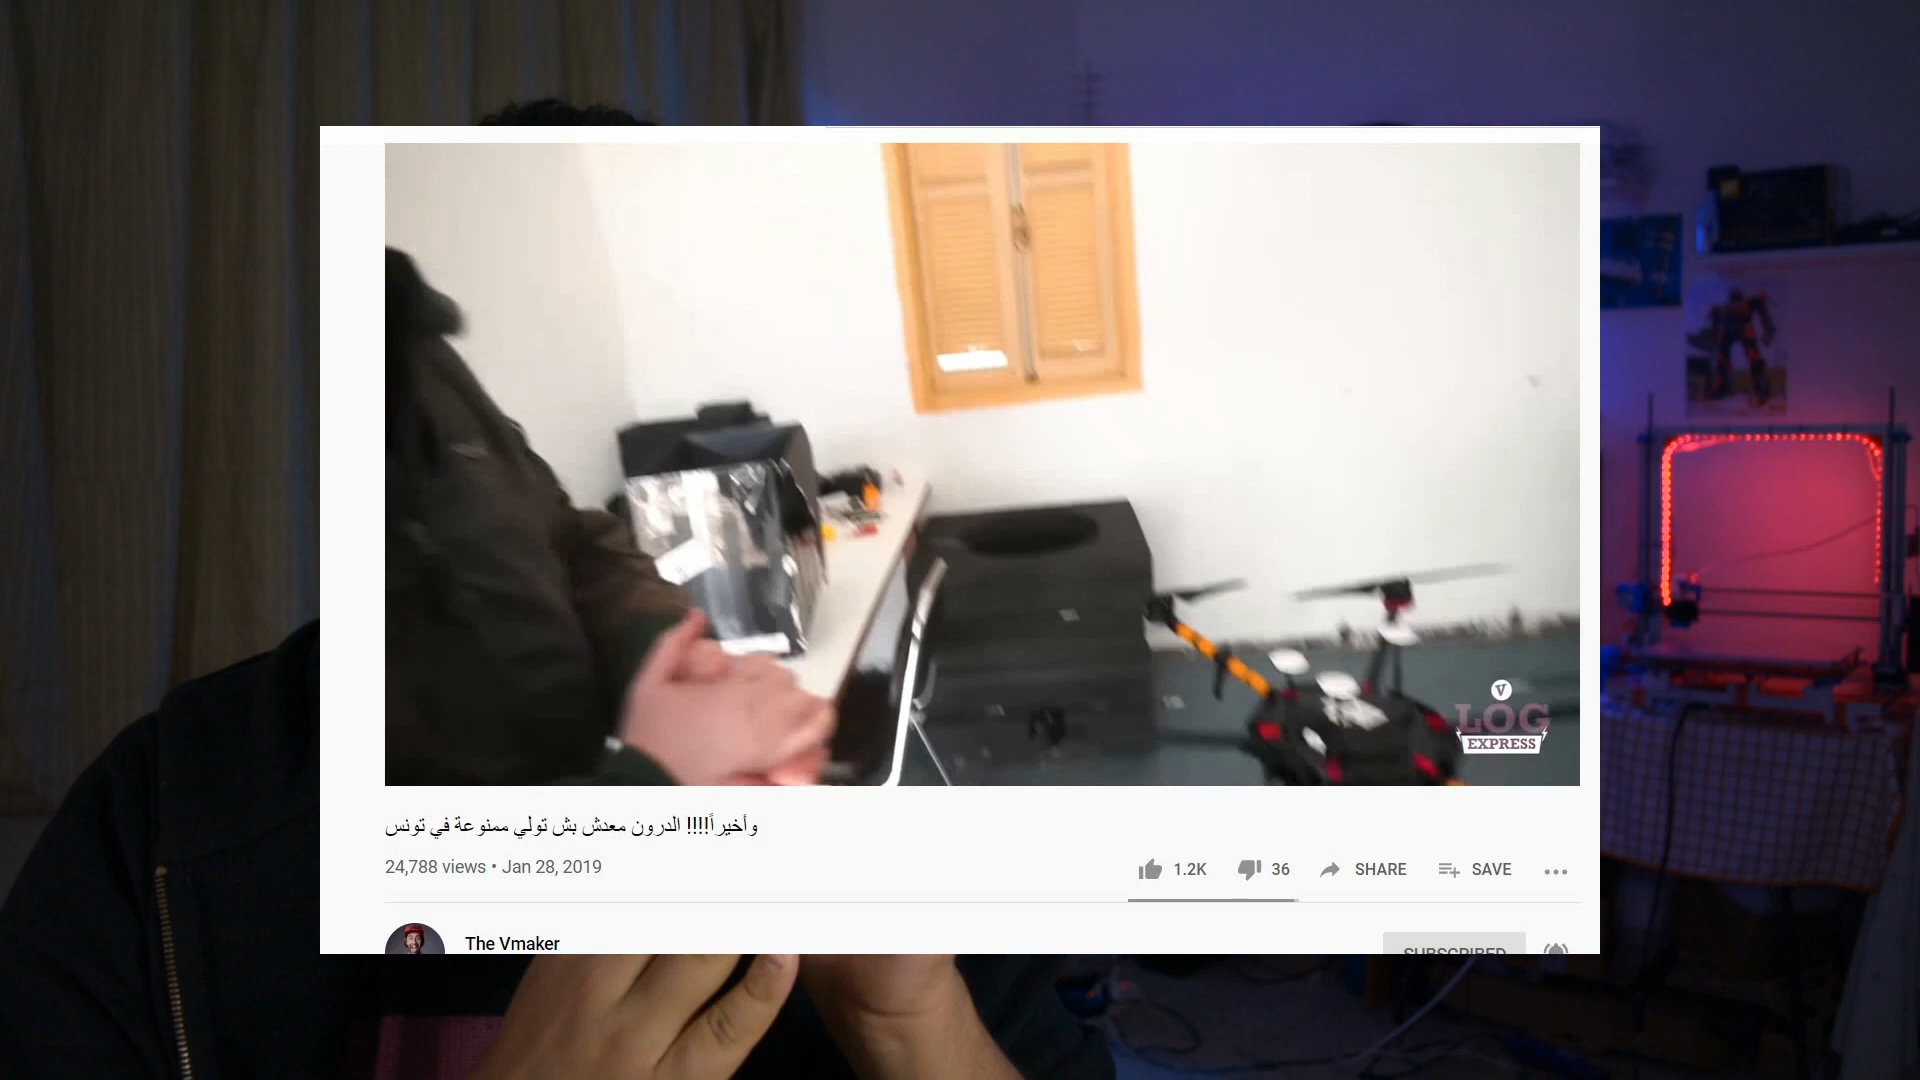 V
LOG
EXPRESS
وأخيراً!!!! الدرون معدش بش تولي ممنوعة في تونس
24,788 views • Jan 28, 2019
1.2K 36 SHARE SAVE
The Vmaker
SUBSCRIBED